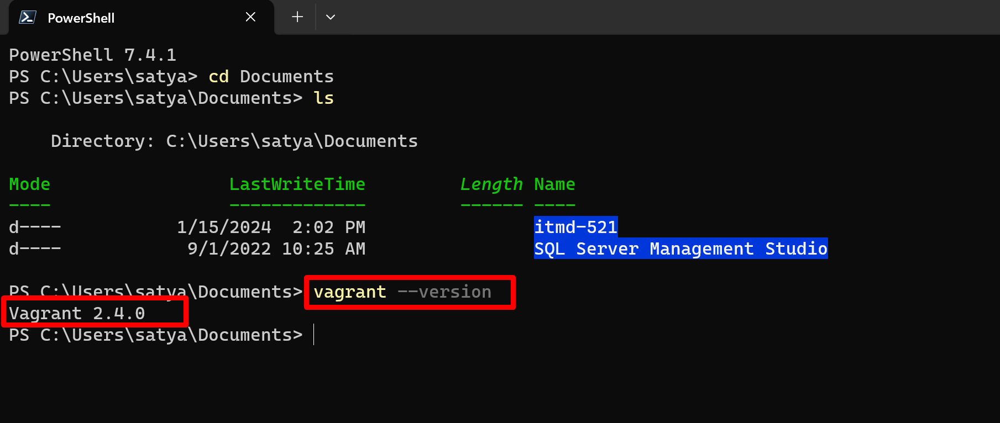 PowerShell
PowerShell 7.4.1
PS C:\Users\satya> cd Documents
PS C:\Users\satya\Documents> ls
Directory: C:\Users\satya\Documents
Mode                 LastWriteTime         Length Name
----                 -------------         ------ ----
d----           1/15/2024  2:02 PM                itmd-521
d----            9/1/2022 10:25 AM                SQL Server Management Studio
PS C:\Users\satya\Documents> vagrant --version
Vagrant 2.4.0
PS C:\Users\satya\Documents>